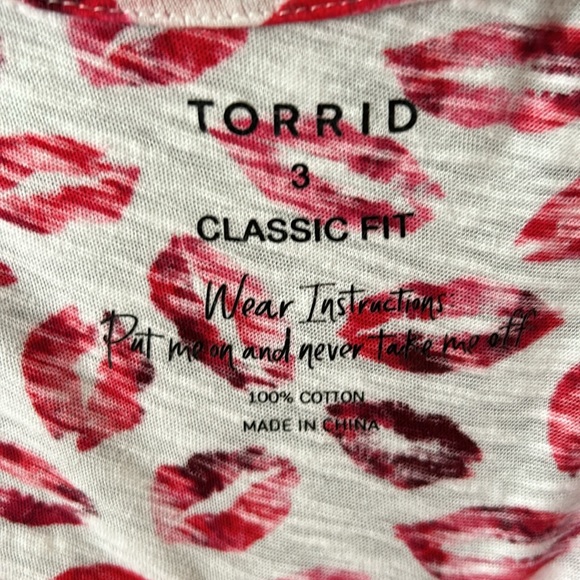 TORRID
3
CLASSIC FIT
Wear Instructions:
Put me on and never take me off
100% COTTON
MADE IN CHINA